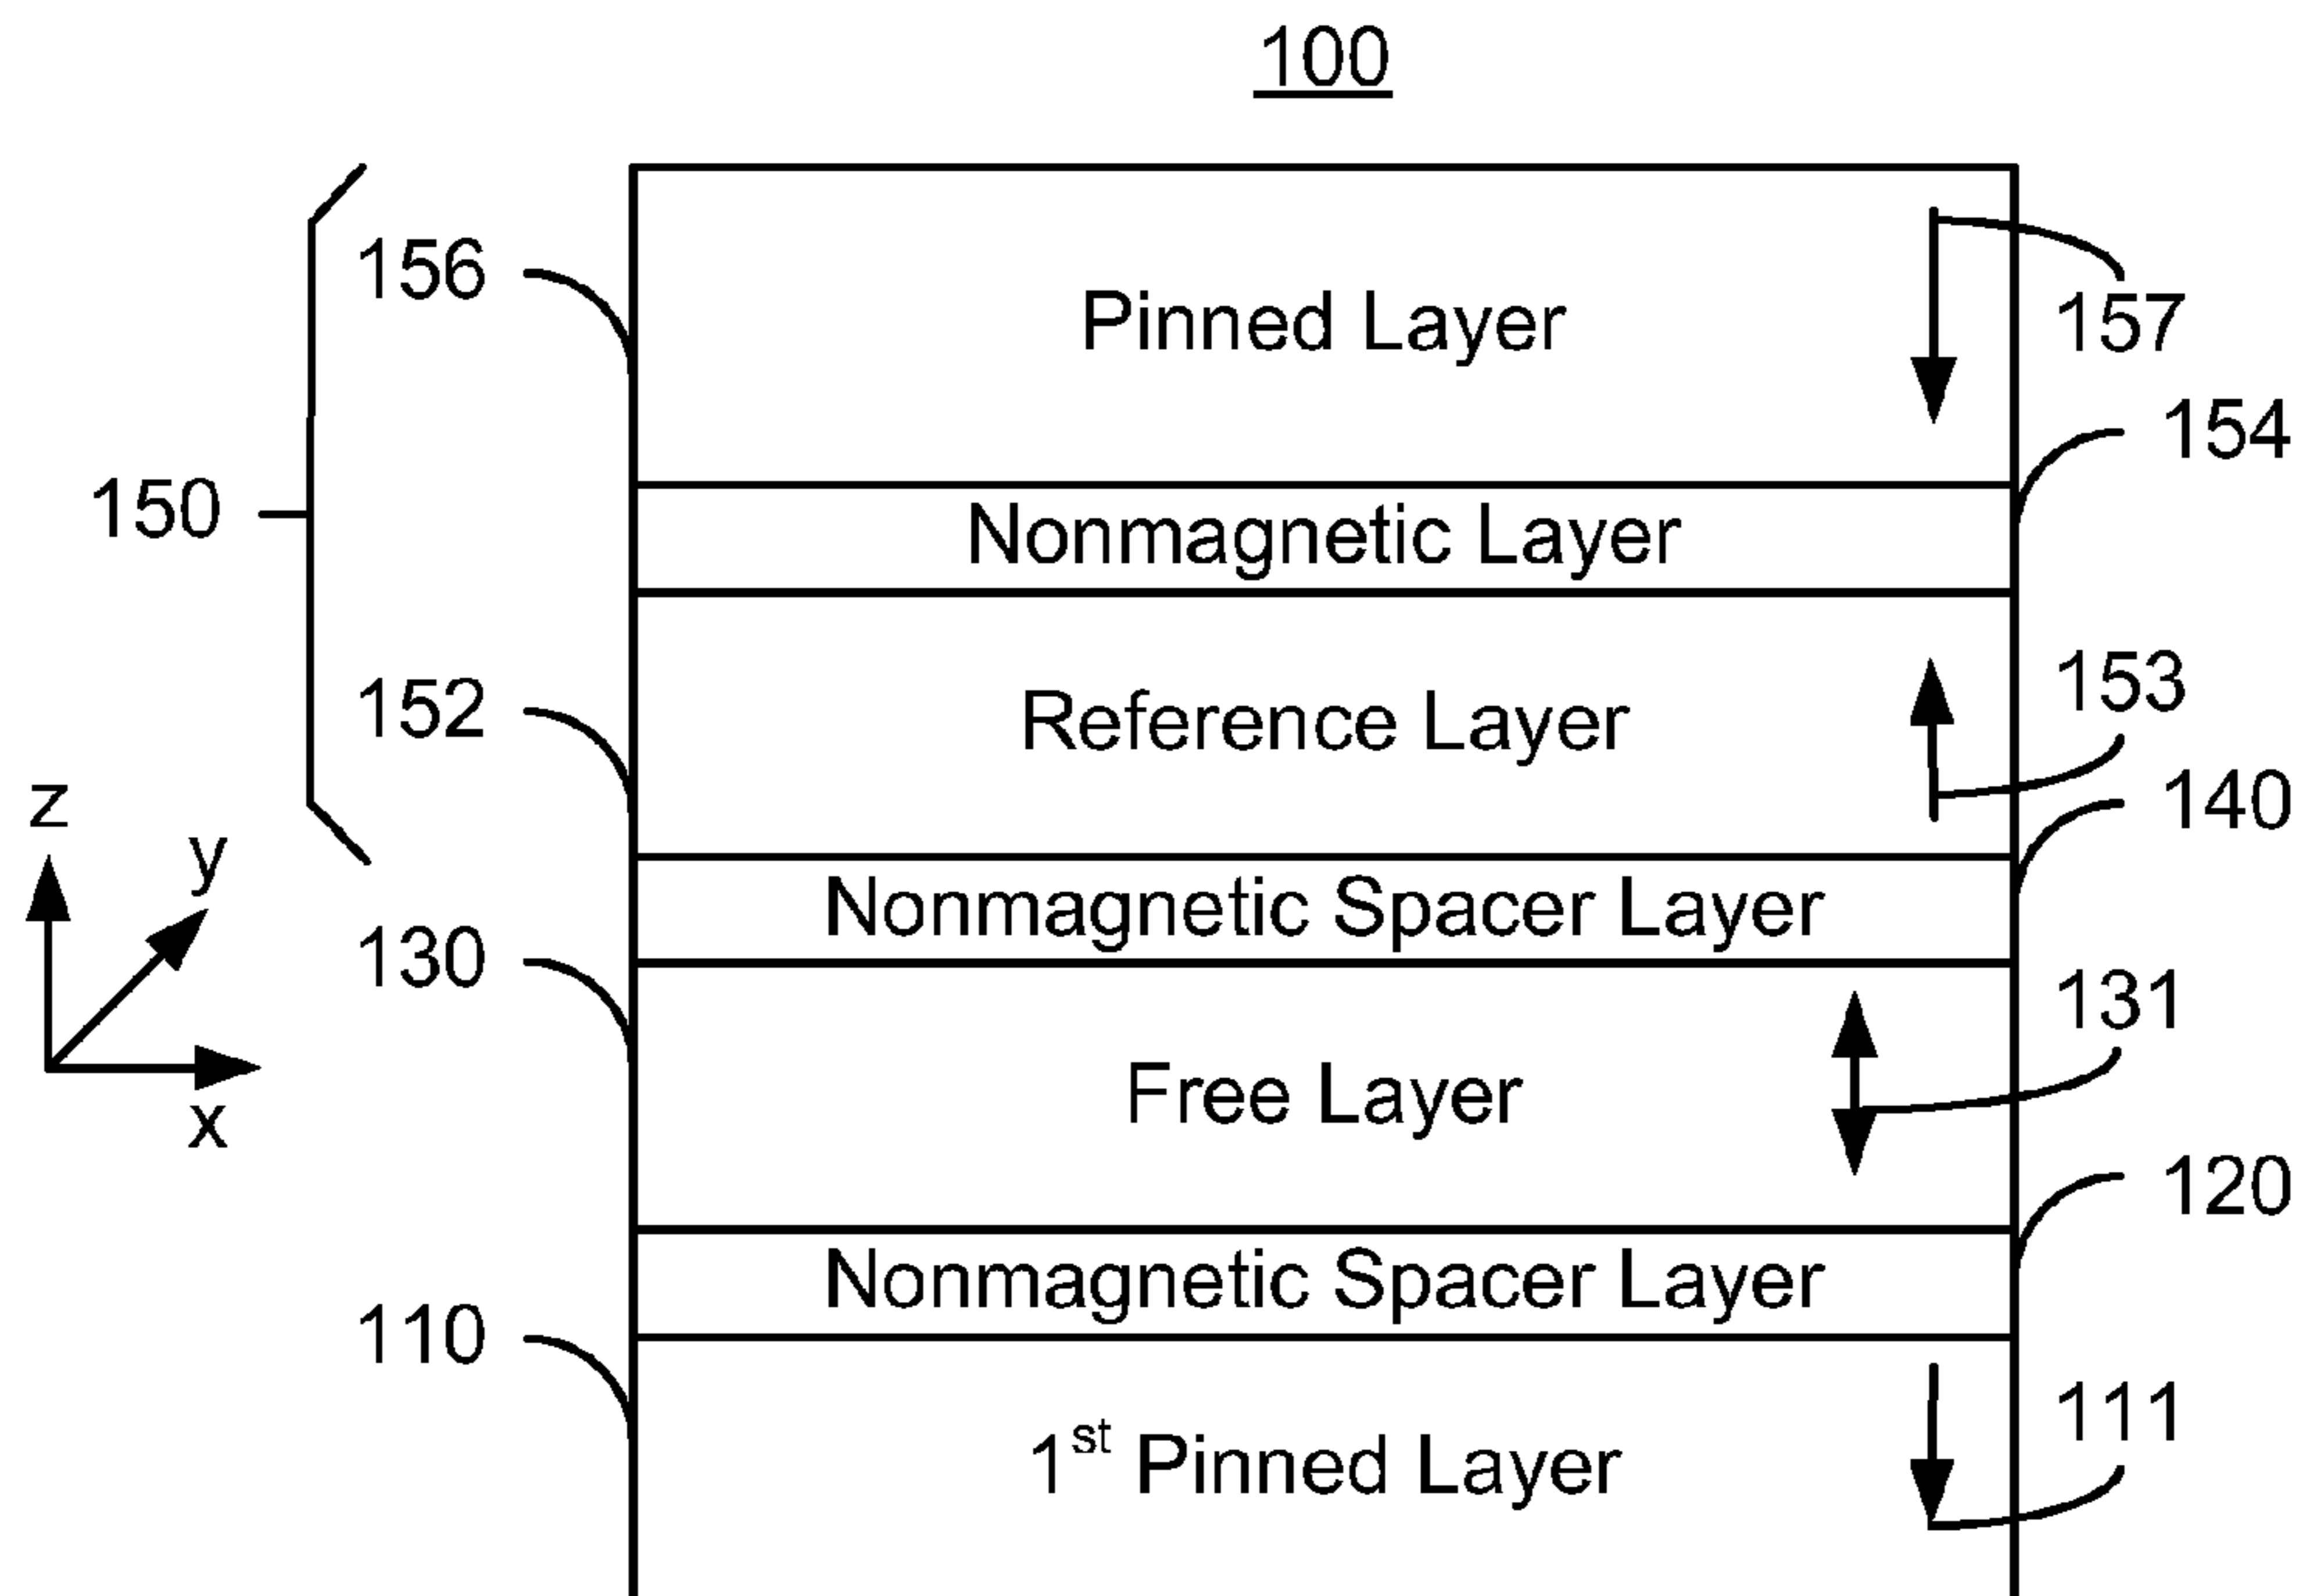 100
156
Pinned Layer
157
154
150
Nonmagnetic Layer
152
Reference Layer
153
140
z
y
x
130
Nonmagnetic Spacer Layer
131
Free Layer
120
Nonmagnetic Spacer Layer
110
1st Pinned Layer
111